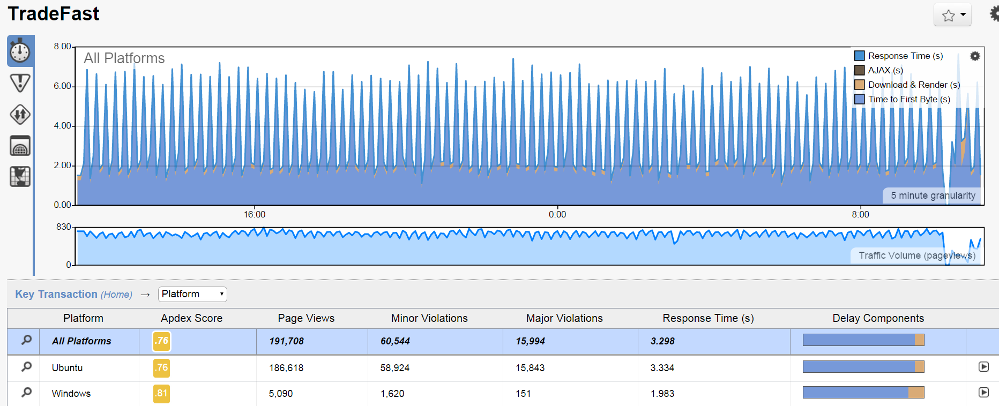 TradeFast
8.00
All Platforms
Response Time (s)
AJAX (s)
6.00
Download & Render (s)
Time to First Byte (s)
4.00
2.00
5 minute granularity
0.00
16:00 0:00 8:00
830
Traffic Volume (pageviews)
0
Key Transaction (Home) → Platform
Platform Apdex Score Page Views Minor Violations Major Violations Response Time (s) Delay Components
All Platforms .76 191,708 60,544 15,994 3.298
Ubuntu .76 186,618 58,924 15,843 3.334
Windows .81 5,090 1,620 151 1.983